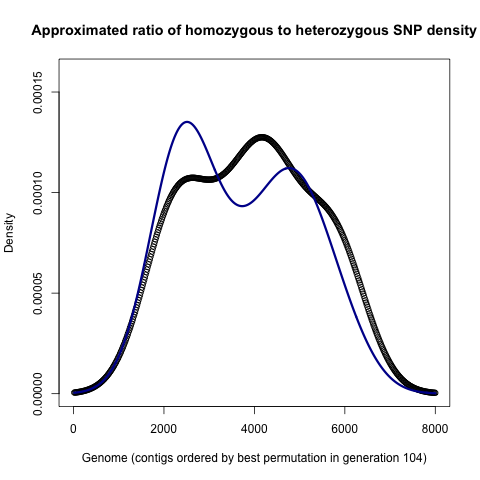 Approximated ratio of homozygous to heterozygous SNP density
0.00015
0.00010
0.00005
0.00000
Density
0 2000 4000 6000 8000
Genome (contigs ordered by best permutation in generation 104)